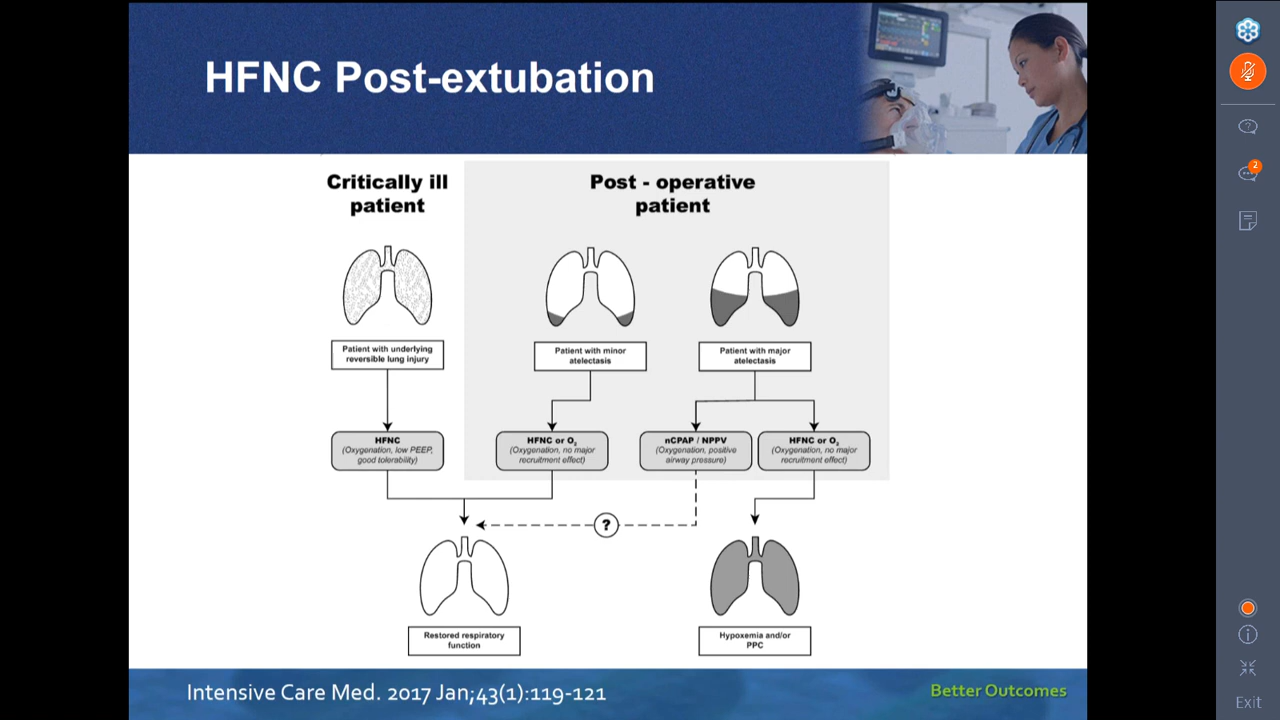 HFNC Post-extubation
Critically ill
patient
Post - operative
patient
Patient with underlying
reversible lung injury
Patient with minor
atelectasis
Patient with major
atelectasis
HFNC
(Oxygenation, low PEEP,
good tolerability)
HFNC or O₂
(Oxygenation, no major
recruitment effect)
nCPAP / NPPV
(Oxygenation, positive
airway pressure)
HFNC or O₂
(Oxygenation, no major
recruitment effect)
?
Restored respiratory
function
Hypoxemia and/or
PPC
Intensive Care Med. 2017 Jan;43(1):119-121
Better Outcomes
?
2
i
Exit